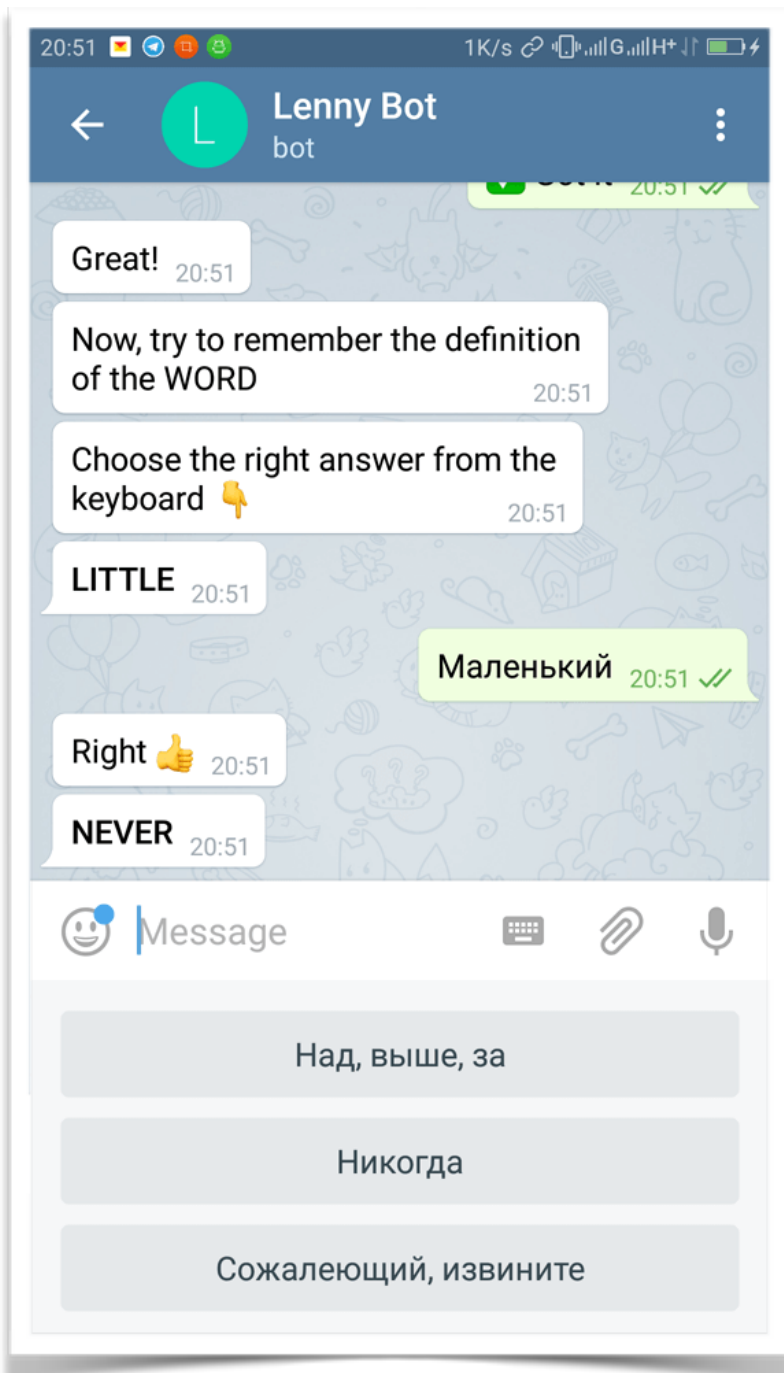 20:51 1K/s G H+
L
Lenny Bot
bot
20:51
Great! 20:51
Now, try to remember the definition
of the WORD 20:51
Choose the right answer from the
keyboard 20:51
LITTLE 20:51
Маленький 20:51
Right 20:51
NEVER 20:51
Message
Над, выше, за
Никогда
Сожалеющий, извините